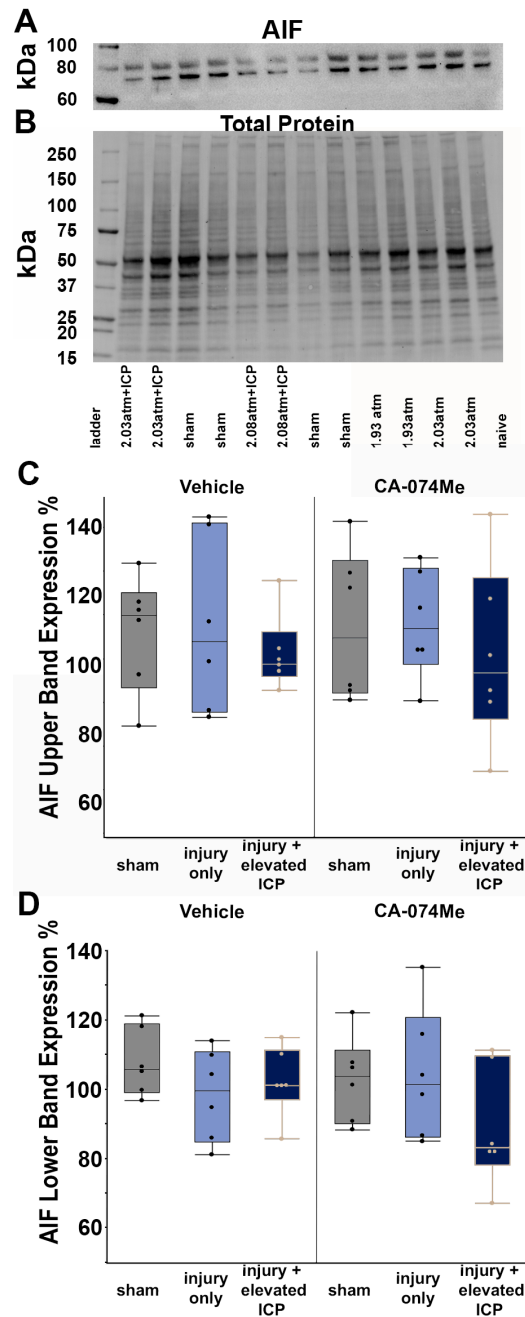 A
AIF
kDa
100
80
60
B
Total Protein
kDa
250
150
100
75
50
37
25
20
15
ladder
2.03atm+ICP
2.03atm+ICP
sham
sham
2.08atm+ICP
2.08atm+ICP
sham
sham
1.93 atm
1.93atm
2.03atm
2.03atm
naive
C
Vehicle
CA-074Me
AIF Upper Band Expression %
140
120
100
80
60
sham
injury only
injury + elevated ICP
sham
injury only
injury + elevated ICP
D
Vehicle
CA-074Me
AIF Lower Band Expression %
140
120
100
80
60
sham
injury only
injury + elevated ICP
sham
injury only
injury + elevated ICP